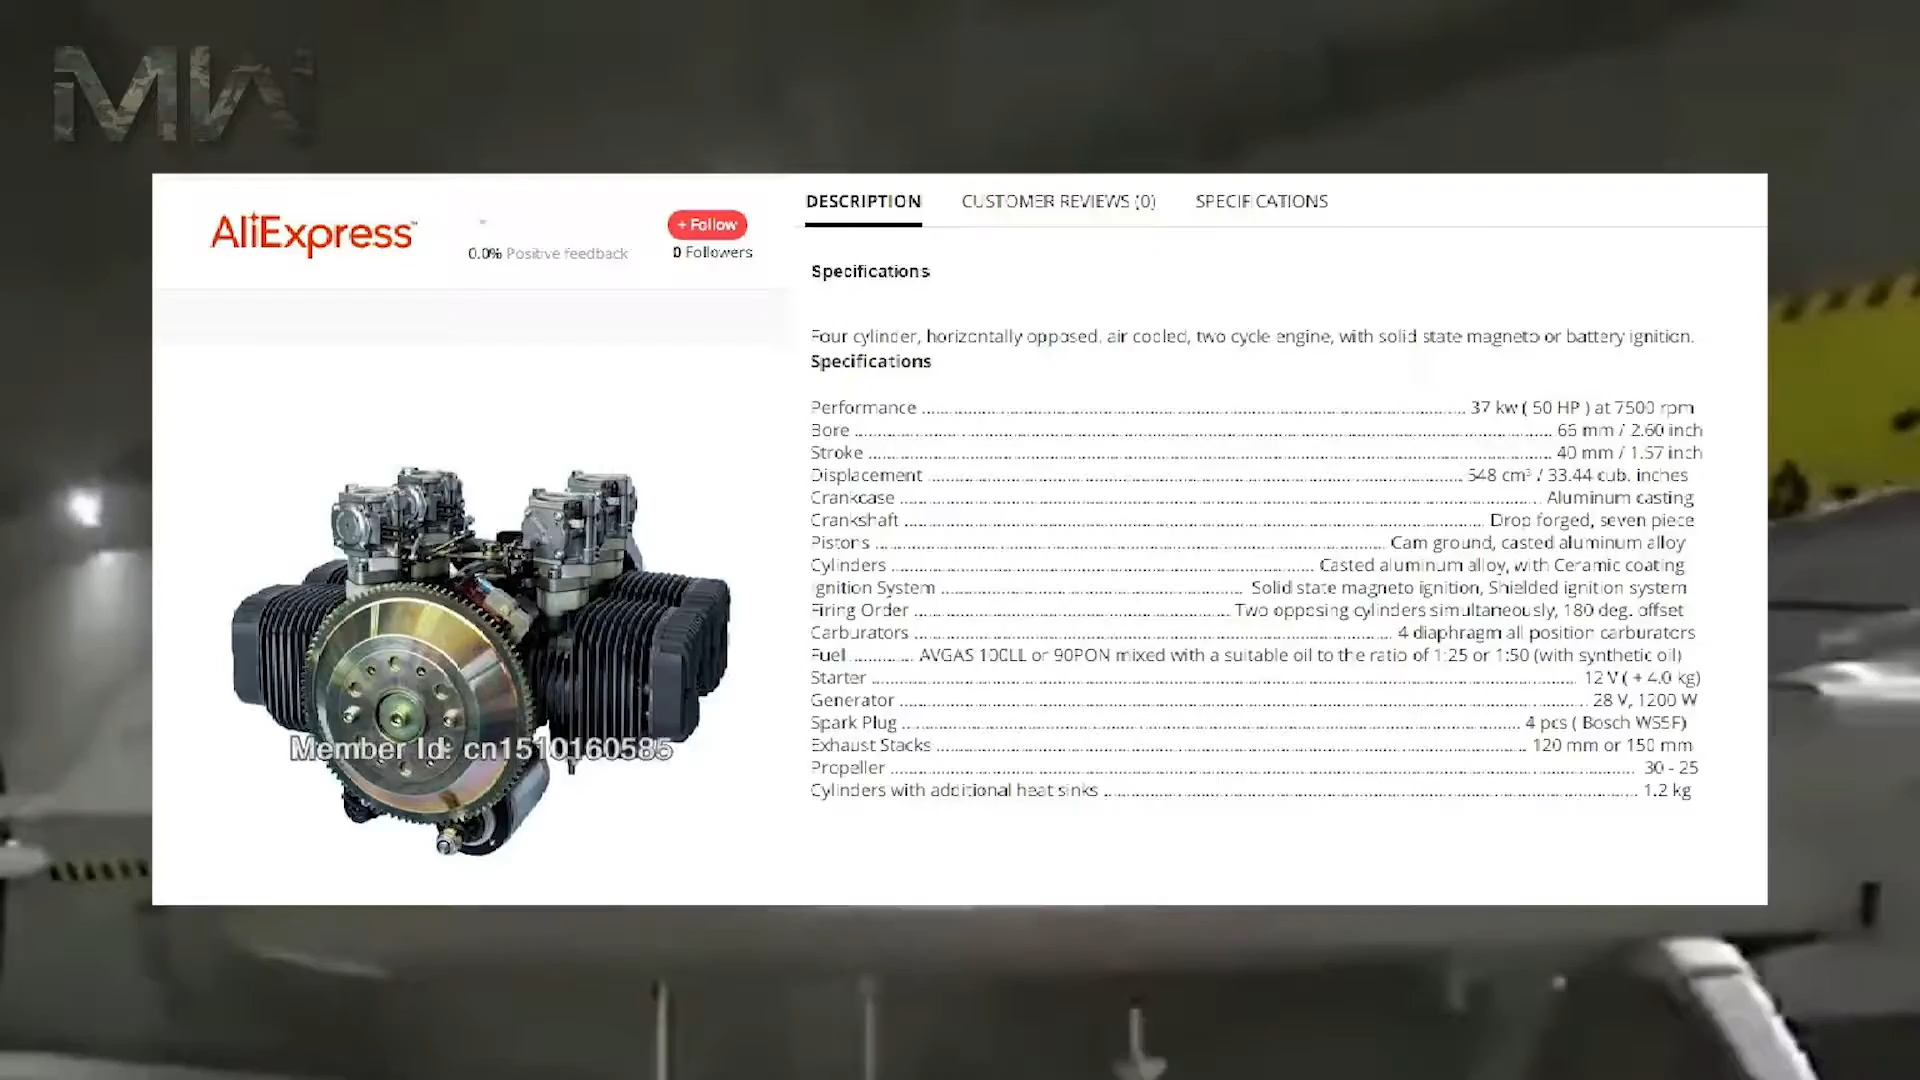 MW
AliExpress™
0.0% Positive feedback
+ Follow
0 Followers
DESCRIPTION CUSTOMER REVIEWS (0) SPECIFICATIONS
Specifications
Four cylinder, horizontally opposed, air cooled, two cycle engine, with solid state magneto or battery ignition.
Specifications
Performance ........ 37 kw ( 50 HP ) at 7500 rpm
Bore ........ 66 mm / 2.60 inch
Stroke ........ 40 mm / 1.57 inch
Displacement ........ 548 cm³ / 33.44 cub. inches
Crankcase ........ Aluminum casting
Crankshaft ........ Drop forged, seven piece
Pistons ........ Cam ground, casted aluminum alloy
Cylinders ........ Casted aluminum alloy, with Ceramic coating
Ignition System ........ Solid state magneto ignition, Shielded ignition system
Firing Order ........ Two opposing cylinders simultaneously, 180 deg. offset
Carburators ........ 4 diaphragm all position carburators
Fuel ........ AVGAS 100LL or 90PON mixed with a suitable oil to the ratio of 1:25 or 1:50 (with synthetic oil)
Starter ........ 12 V ( + 4.0 kg)
Generator ........ 28 V, 1200 W
Spark Plug ........ 4 pcs ( Bosch WS5F)
Exhaust Stacks ........ 120 mm or 150 mm
Propeller ........ 30 - 25
Cylinders with additional heat sinks ........ 1.2 kg
Member Id: cn1510160585